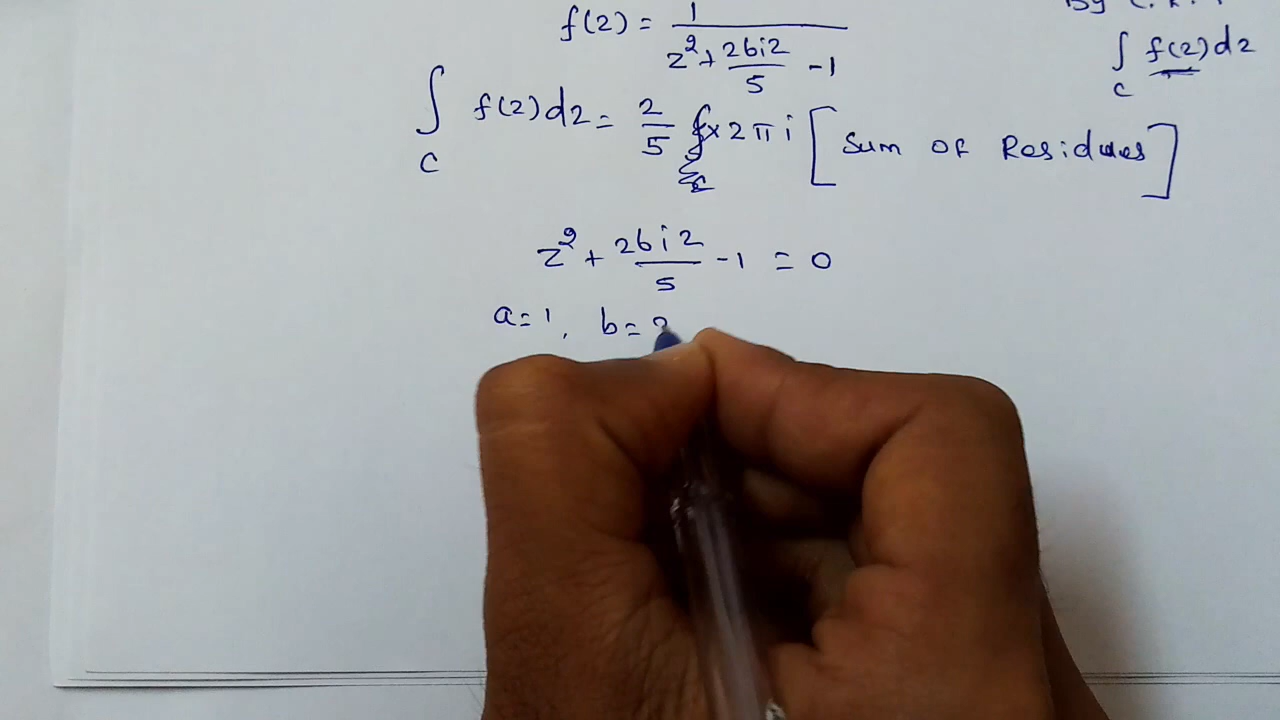 f(z) = 1 / (z² + 26iz/5 - 1)
∫_C f(z)dz
∫_C f(z)dz = 2/5 × 2πi [Sum of Residues]
z² + 26iz/5 - 1 = 0
a=1, b=